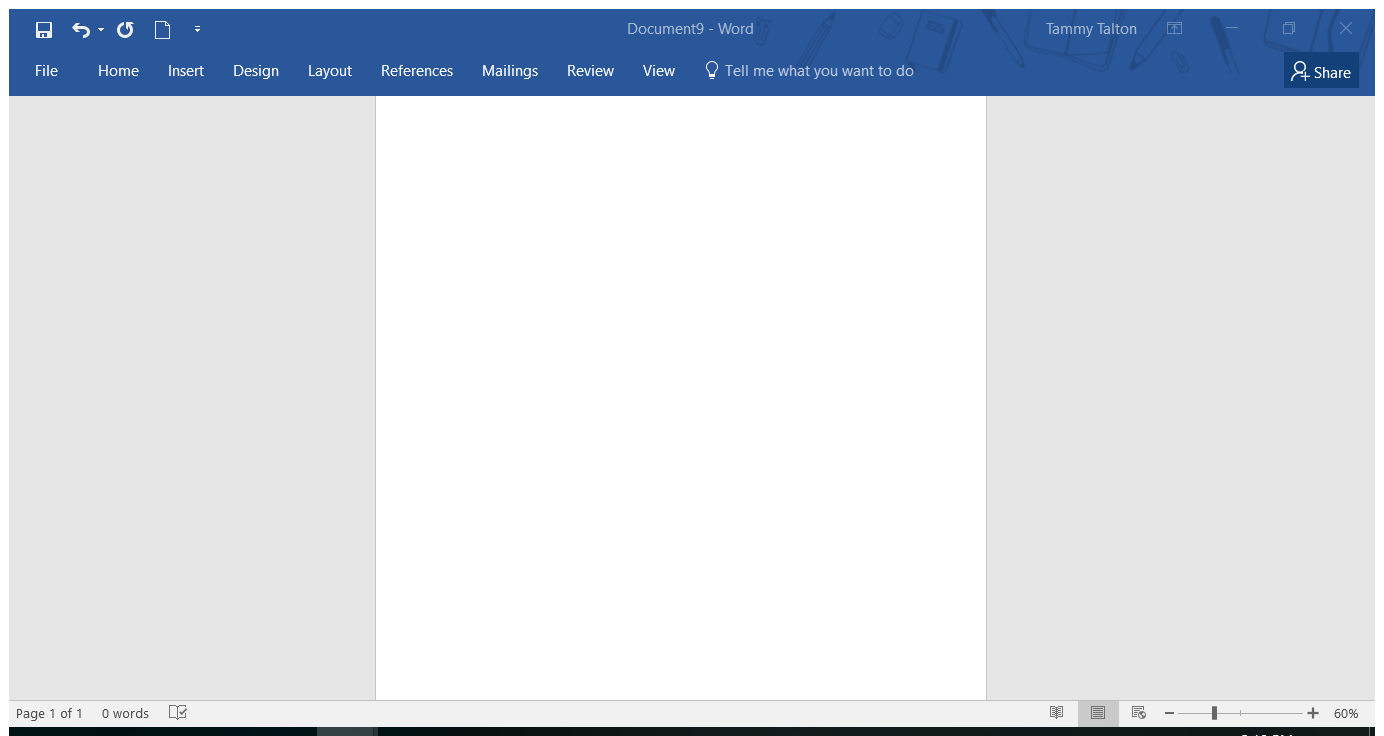 Document9 - Word
Tammy Talton
File Home Insert Design Layout References Mailings Review View Tell me what you want to do
Share
Page 1 of 1 0 words
60%